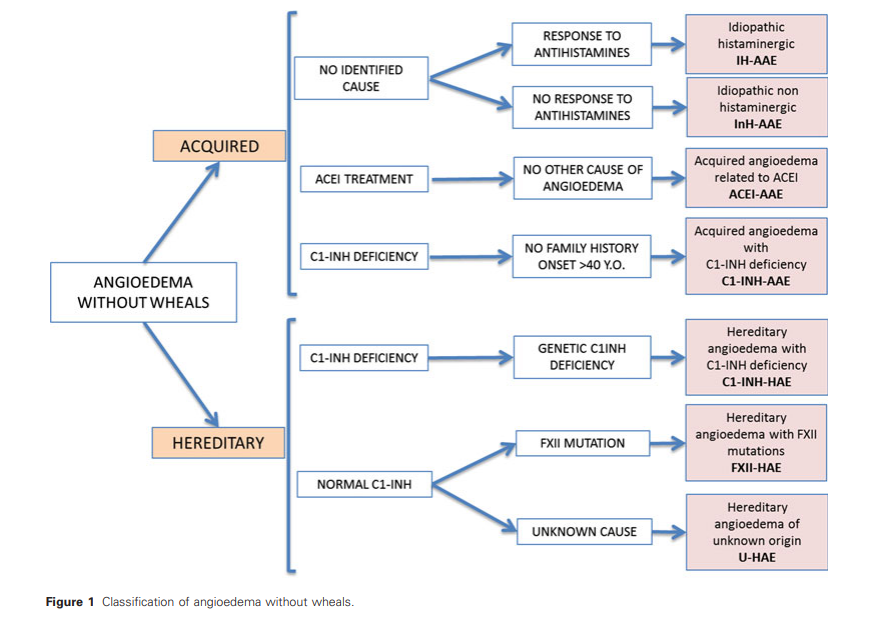 ANGIOEDEMA
WITHOUT WHEALS
ACQUIRED
NO IDENTIFIED
CAUSE
RESPONSE TO
ANTIHISTAMINES
Idiopathic
histaminergic
IH-AAE
NO RESPONSE TO
ANTIHISTAMINES
Idiopathic non
histaminergic
InH-AAE
ACEI TREATMENT
NO OTHER CAUSE OF
ANGIOEDEMA
Acquired angioedema
related to ACEI
ACEI-AAE
C1-INH DEFICIENCY
NO FAMILY HISTORY
ONSET >40 Y.O.
Acquired angioedema
with
C1-INH deficiency
C1-INH-AAE
HEREDITARY
C1-INH DEFICIENCY
GENETIC C1INH
DEFICIENCY
Hereditary
angioedema with
C1-INH deficiency
C1-INH-HAE
NORMAL C1-INH
FXII MUTATION
Hereditary
angioedema with FXII
mutations
FXII-HAE
UNKNOWN CAUSE
Hereditary
angioedema of
unknown origin
U-HAE
Figure 1 Classification of angioedema without wheals.